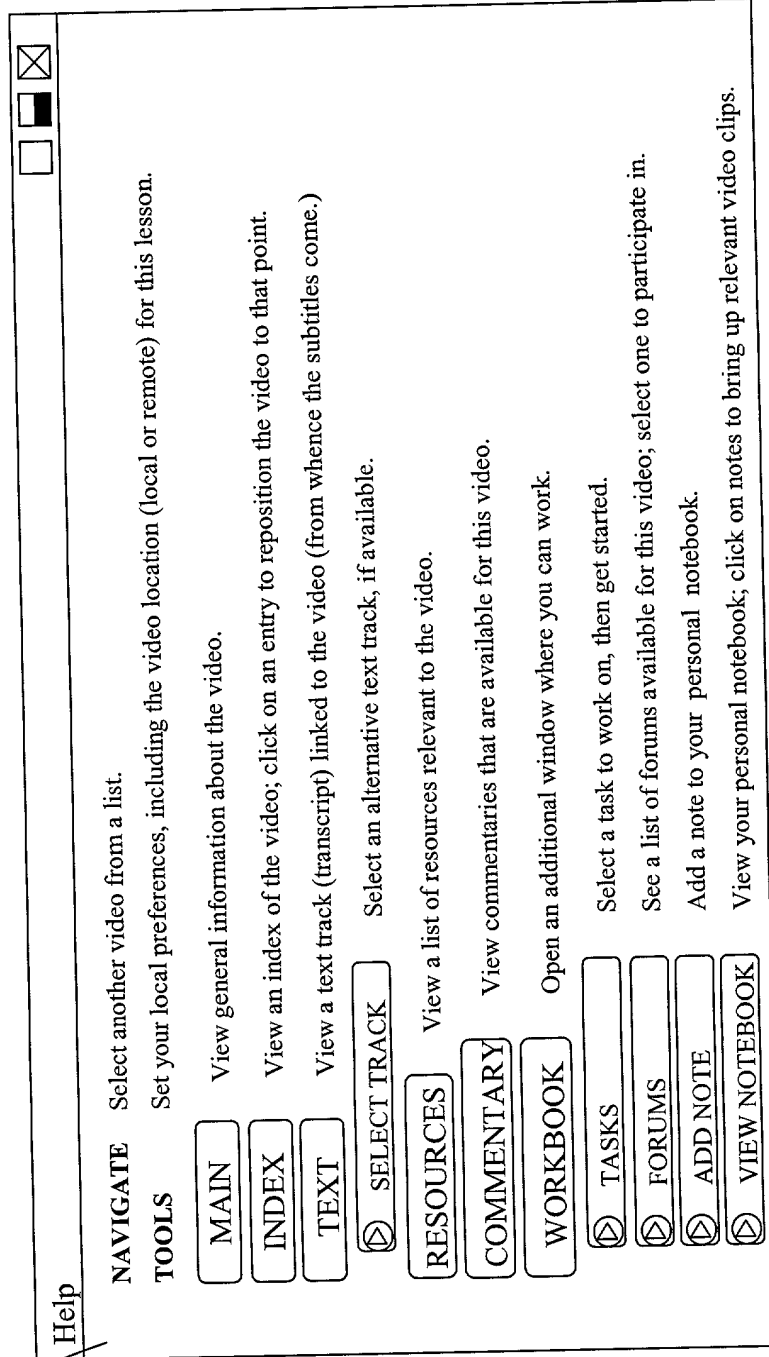 Help
NAVIGATE Select another video from a list.
TOOLS Set your local preferences, including the video location (local or remote) for this lesson.
MAIN View general information about the video.
INDEX View an index of the video; click on an entry to reposition the video to that point.
TEXT View a text track (transcript) linked to the video (from whence the subtitles come.)
SELECT TRACK Select an alternative text track, if available.
RESOURCES View a list of resources relevant to the video.
COMMENTARY View commentaries that are available for this video.
WORKBOOK Open an additional window where you can work.
TASKS Select a task to work on, then get started.
FORUMS See a list of forums available for this video; select one to participate in.
ADD NOTE Add a note to your personal notebook.
VIEW NOTEBOOK View your personal notebook; click on notes to bring up relevant video clips.